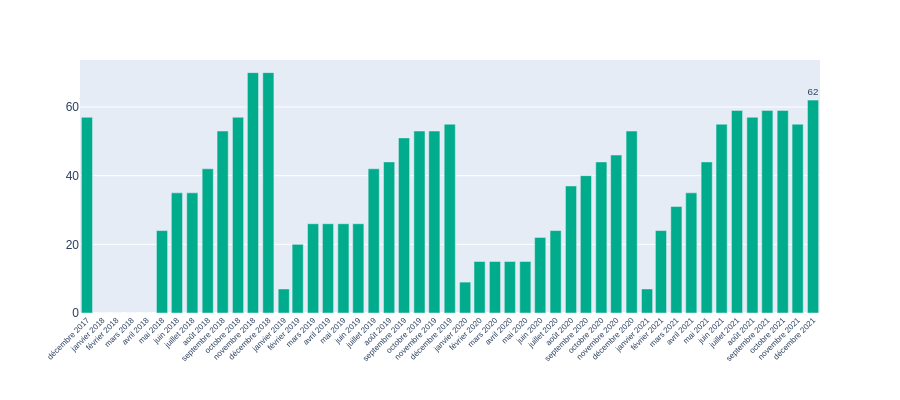 62
60
40
20
0
décembre 2017
janvier 2018
février 2018
mars 2018
avril 2018
mai 2018
juin 2018
juillet 2018
août 2018
septembre 2018
octobre 2018
novembre 2018
décembre 2018
janvier 2019
février 2019
mars 2019
avril 2019
mai 2019
juin 2019
juillet 2019
août 2019
septembre 2019
octobre 2019
novembre 2019
décembre 2019
janvier 2020
février 2020
mars 2020
avril 2020
mai 2020
juin 2020
juillet 2020
août 2020
septembre 2020
octobre 2020
novembre 2020
décembre 2020
janvier 2021
février 2021
mars 2021
avril 2021
mai 2021
juin 2021
juillet 2021
août 2021
septembre 2021
octobre 2021
novembre 2021
décembre 2021